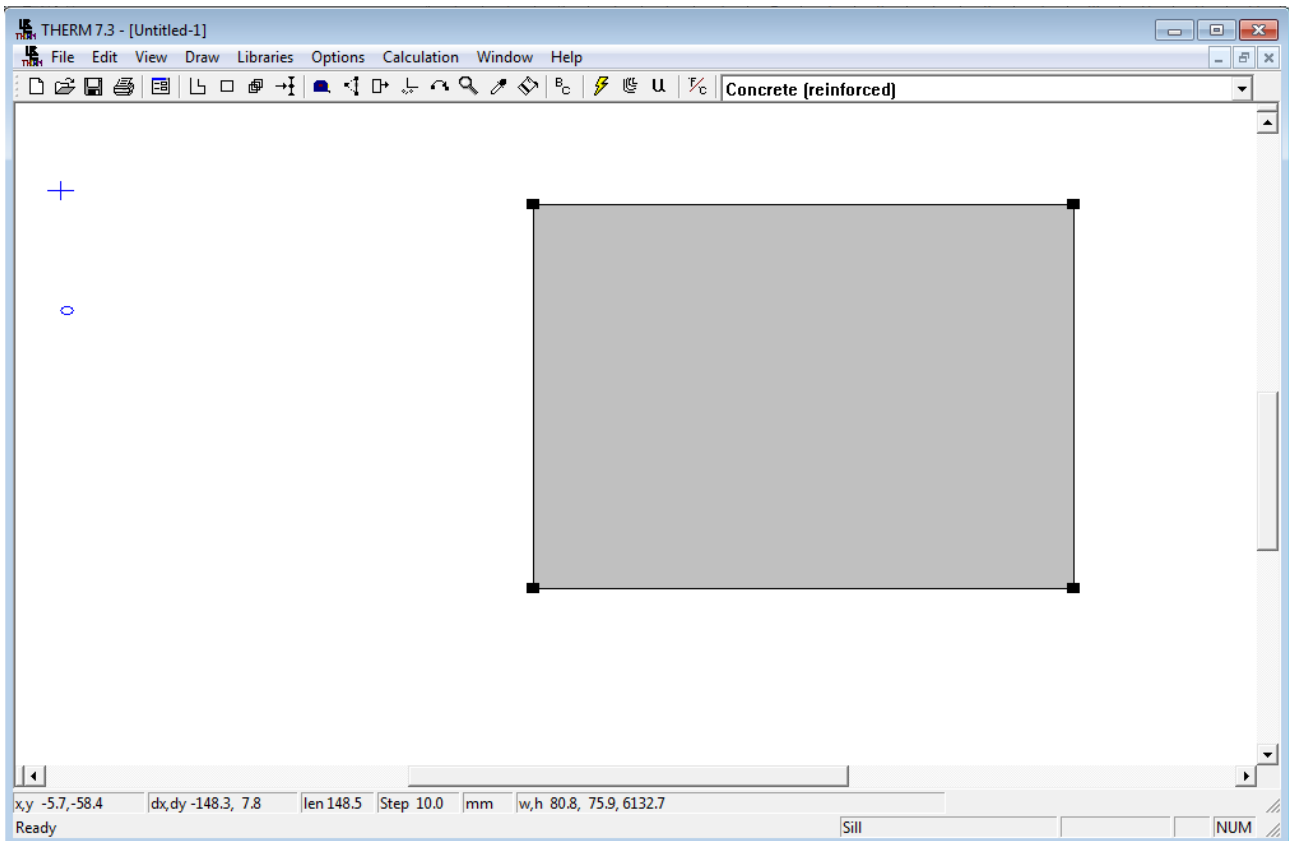 THERM 7.3 - [Untitled-1]
File Edit View Draw Libraries Options Calculation Window Help
BC U F/C Concrete (reinforced)
x,y -5.7,-58.4 dx,dy -148.3, 7.8 len 148.5 Step 10.0 mm w,h 80.8, 75.9, 6132.7
Ready Sill NUM